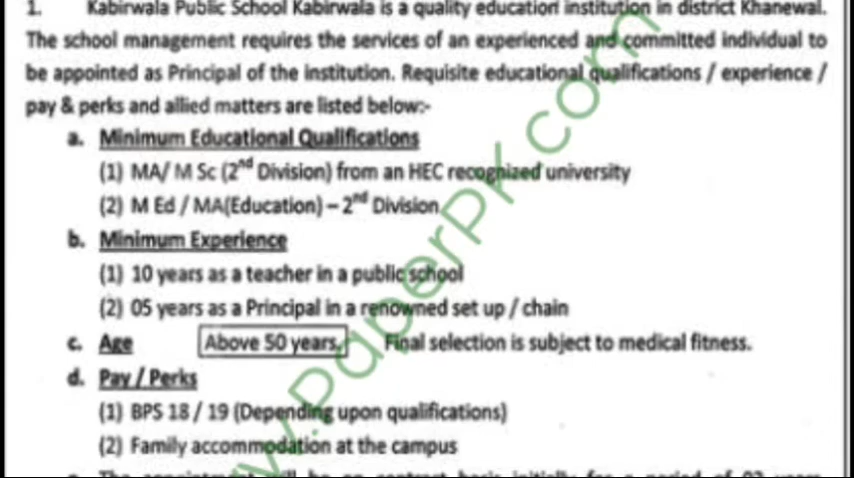 1. Kabirwala Public School Kabirwala is a quality education institution in district Khanewal.
The school management requires the services of an experienced and committed individual to
be appointed as Principal of the institution. Requisite educational qualifications / experience /
pay & perks and allied matters are listed below:-
a. Minimum Educational Qualifications
(1) MA/ M Sc (2nd Division) from an HEC recognized university
(2) M Ed / MA(Education) – 2nd Division
b. Minimum Experience
(1) 10 years as a teacher in a public school
(2) 05 years as a Principal in a renowned set up / chain
c. Age Above 50 years. Final selection is subject to medical fitness.
d. Pay / Perks
(1) BPS 18 / 19 (Depending upon qualifications)
(2) Family accommodation at the campus
w.PaperPK.com